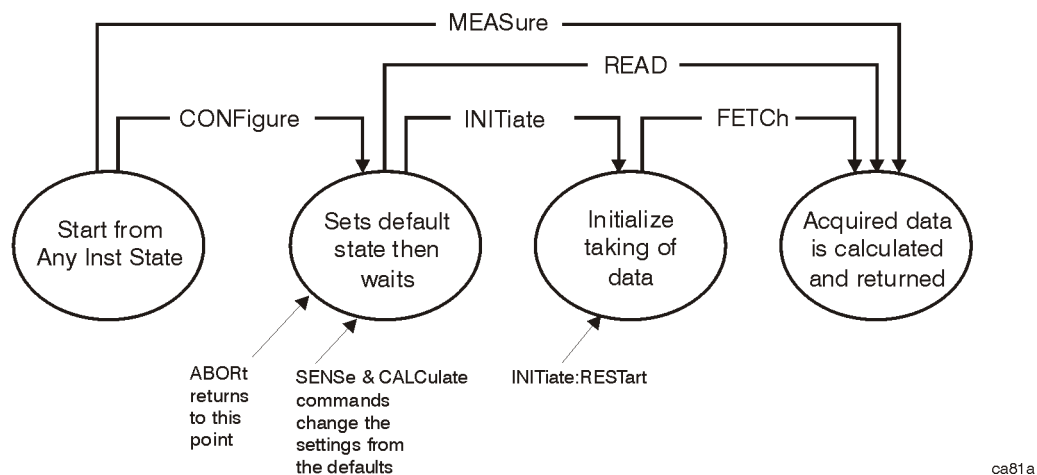 MEASure
READ
CONFigure
INITiate
FETCh
Start from
Any Inst State
Sets default
state then
waits
Initialize
taking of
data
Acquired data
is calculated
and returned
ABORt
returns
to this
point
SENSe & CALCulate
commands
change the
settings from
the defaults
INITiate:RESTart
ca81a